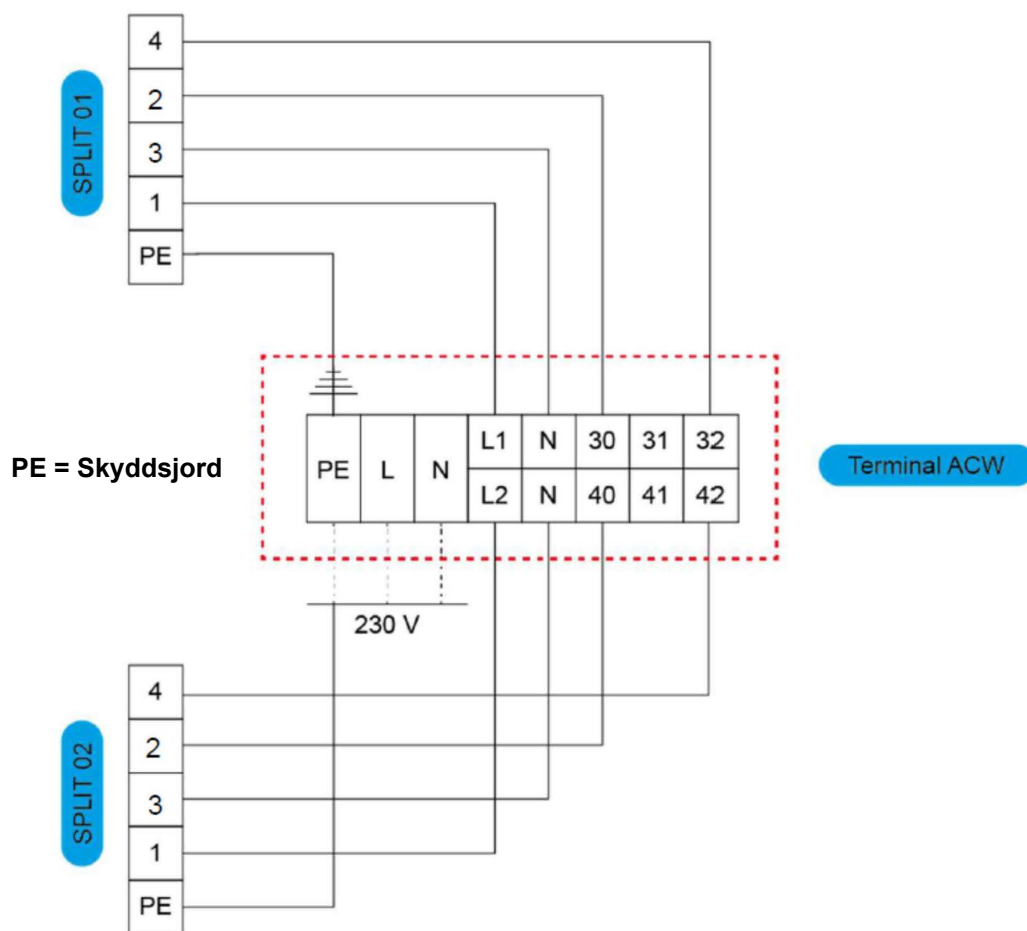 SPLIT 01
4
2
3
1
PE
PE = Skyddsjord
PE L N L1 N 30 31 32
L2 N 40 41 42
Terminal ACW
230 V
SPLIT 02
4
2
3
1
PE